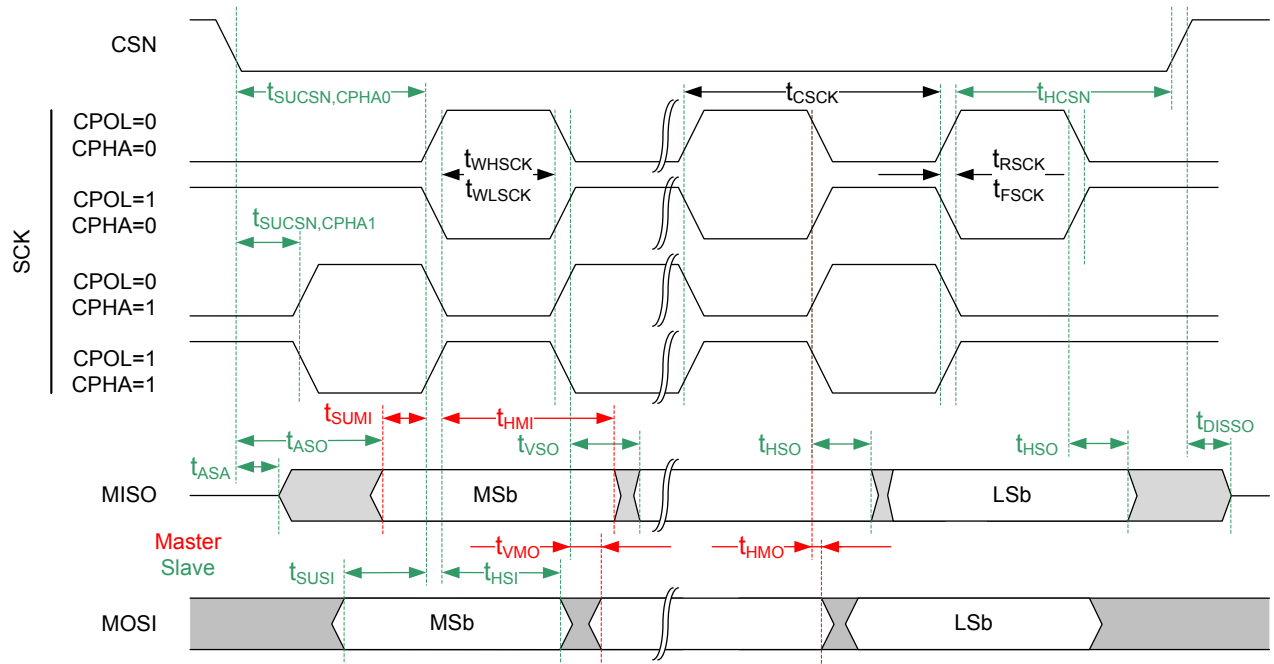 CSN
tSUCSN,CPHA0
tCSCK
tHCSN
SCK
CPOL=0
CPHA=0
tWHSCK
tWLSCK
tRSCK
tFSCK
CPOL=1
CPHA=0
tSUCSN,CPHA1
CPOL=0
CPHA=1
CPOL=1
CPHA=1
tSUMI
tHMI
tASO
tVSO
tHSO
tHSO
tDISSO
tASA
MISO
MSb
LSb
Master
Slave
tVMO
tHMO
tSUSI
tHSI
MOSI
MSb
LSb